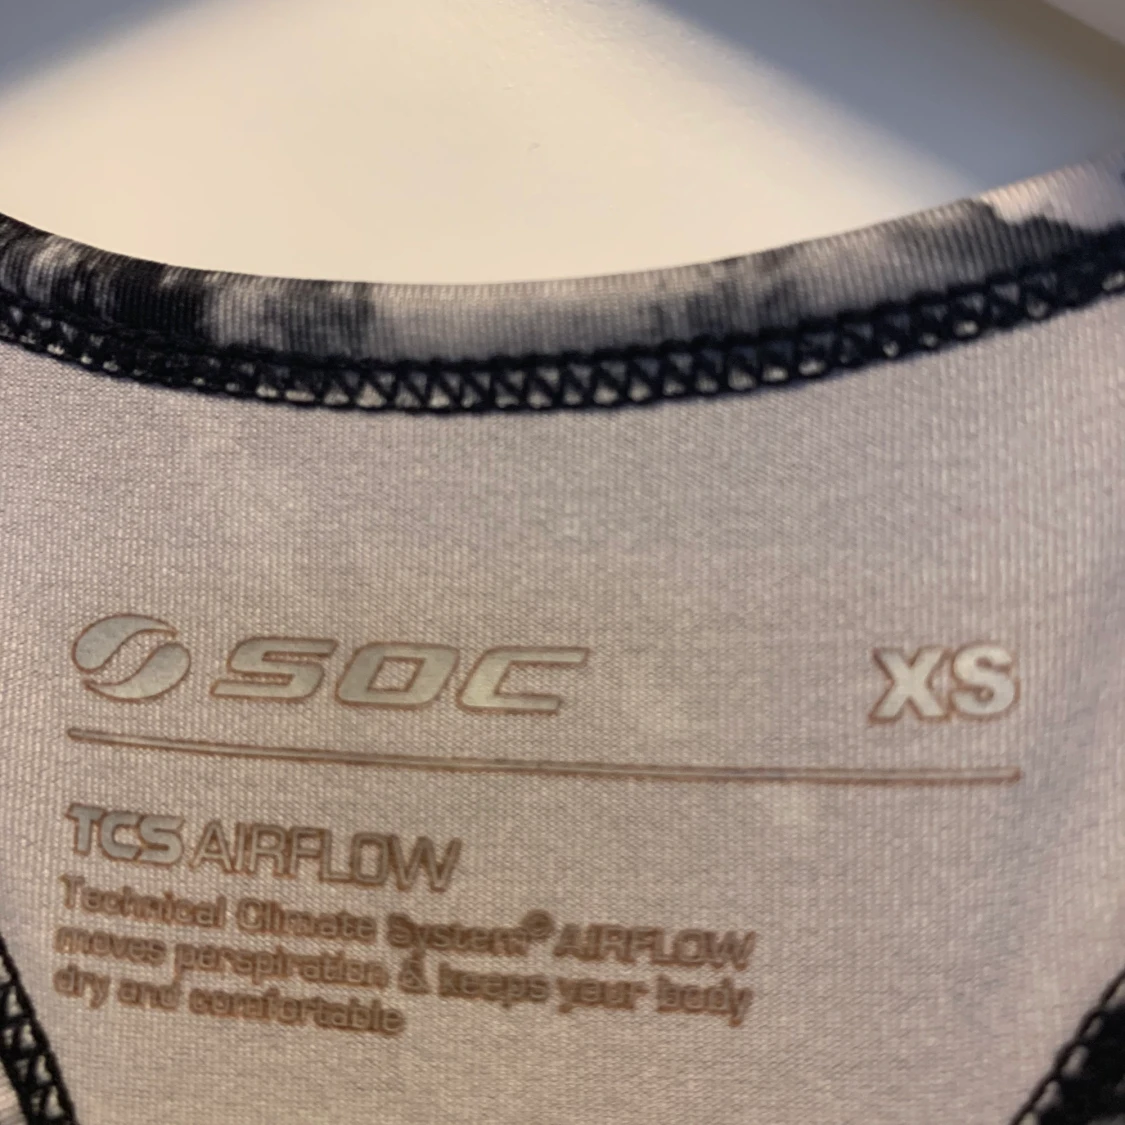 SOC XS
TCS AIRFLOW
Technical Climate System® AIRFLOW
moves perspiration & keeps your body
dry and comfortable